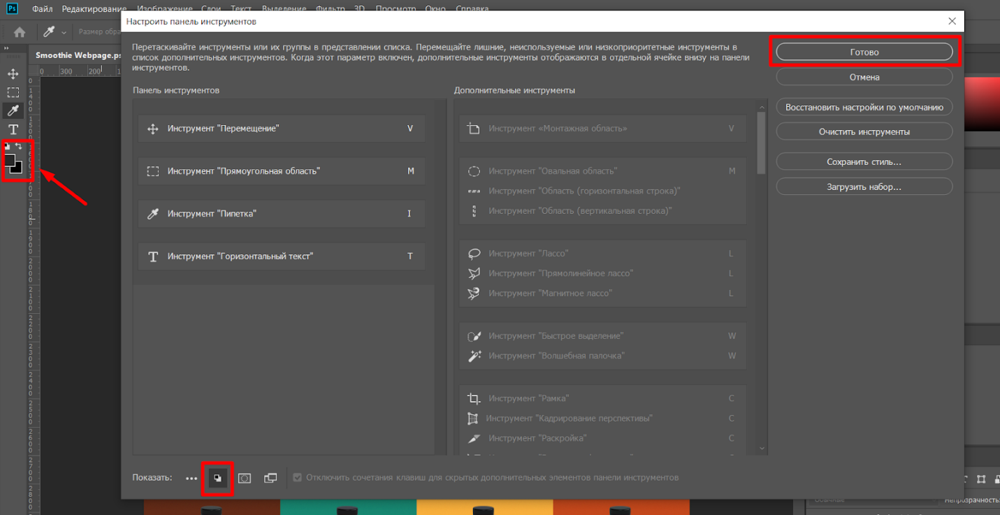 Ps Файл Редактирование Изображение Слои Текст Выделение Фильтр 3D Просмотр Окно Справка
Настроить панель инструментов
Размер обра
Smoothie Webpage.ps
0 300 200
Перетаскивайте инструменты или их группы в представлении списка. Перемещайте лишние, неиспользуемые или низкоприоритетные инструменты в
список дополнительных инструментов. Когда этот параметр включен, дополнительные инструменты отображаются в отдельной ячейке внизу на панели
инструментов.
Готово
Отмена
Восстановить настройки по умолчанию
Очистить инструменты
Сохранить стиль...
Загрузить набор...
Панель инструментов
Инструмент "Перемещение" V
Инструмент "Прямоугольная область" M
Инструмент "Пипетка" I
Инструмент "Горизонтальный текст" T
Дополнительные инструменты
Инструмент «Монтажная область» V
Инструмент "Овальная область" M
Инструмент "Область (горизонтальная строка)"
Инструмент "Область (вертикальная строка)"
Инструмент "Лассо" L
Инструмент "Прямолинейное лассо" L
Инструмент "Магнитное лассо" L
Инструмент "Быстрое выделение" W
Инструмент "Волшебная палочка" W
Инструмент "Рамка" C
Инструмент "Кадрирование перспективы" C
Инструмент "Раскройка" C
Показать:
Отключить сочетания клавиш для скрытых дополнительных элементов панели инструментов
Обычные
Непрозрачность: